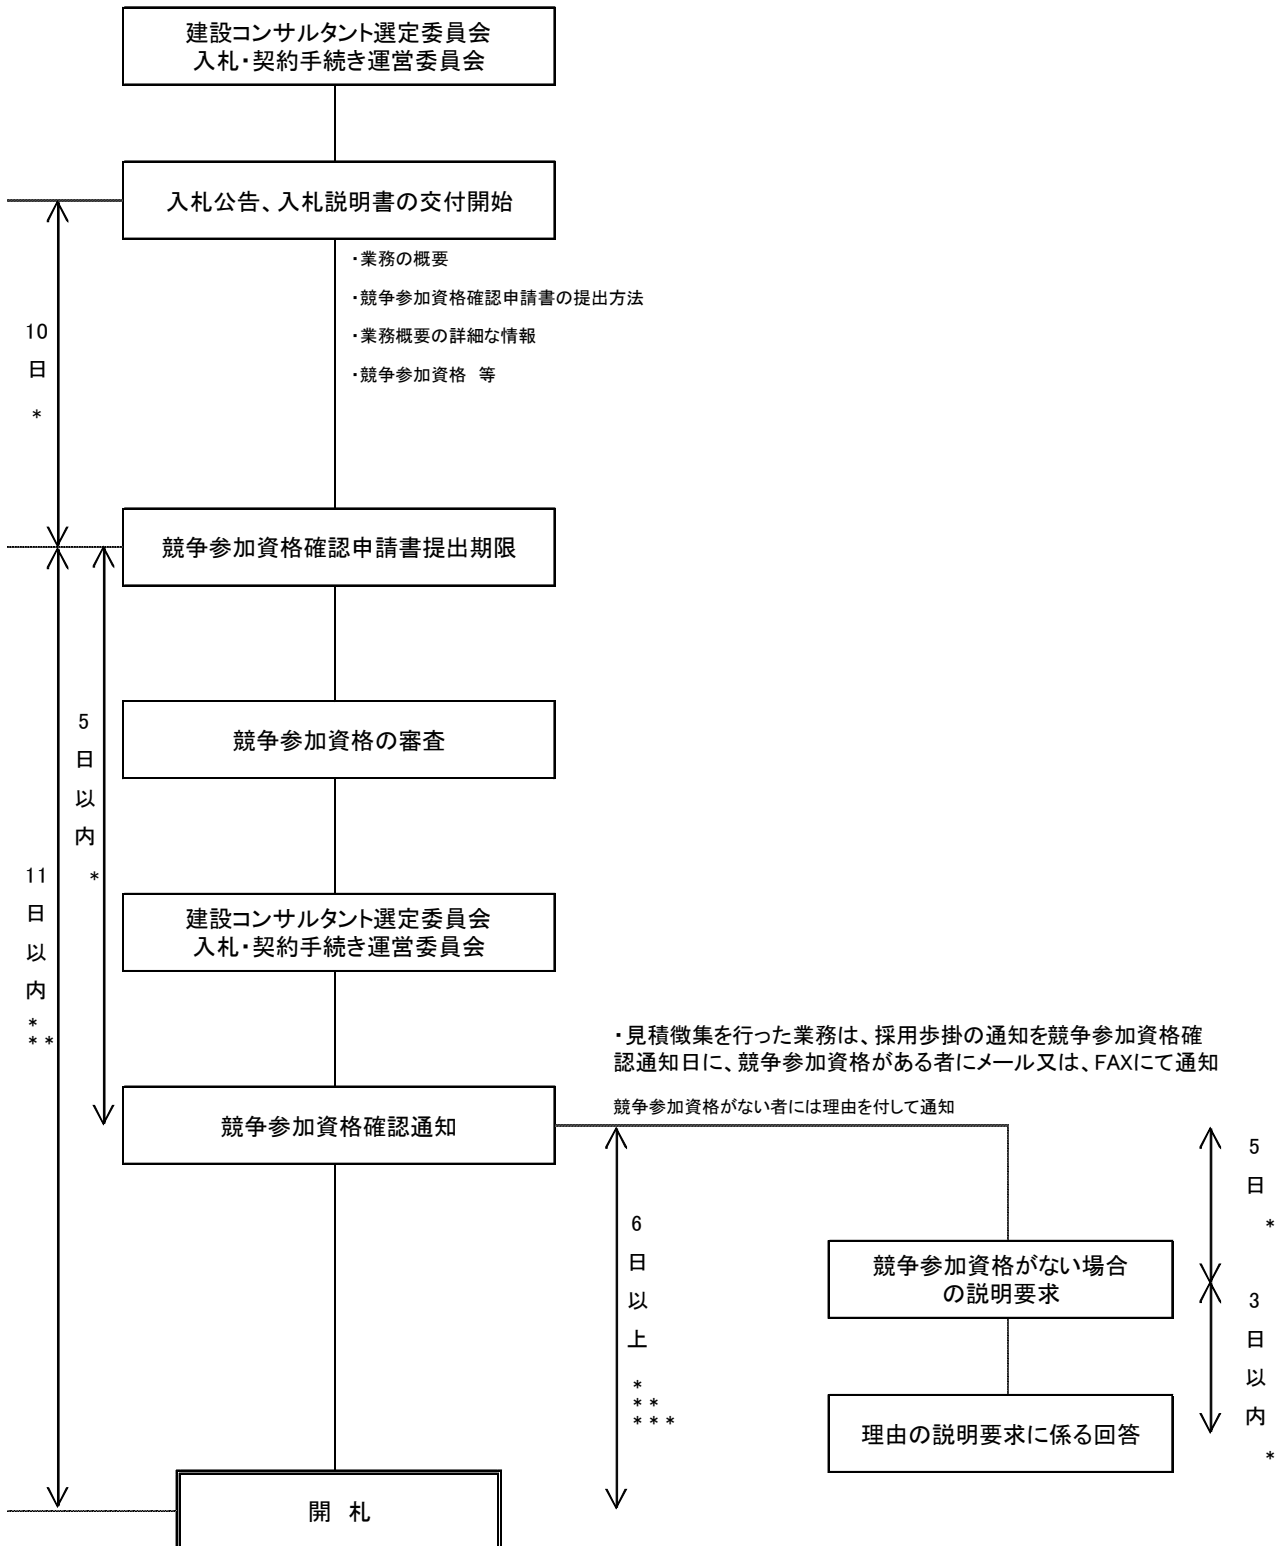 建設コンサルタント選定委員会
入札・契約手続き運営委員会
入札公告、入札説明書の交付開始
・業務の概要
・競争参加資格確認申請書の提出方法
・業務概要の詳細な情報
・競争参加資格　等
10日*
競争参加資格確認申請書提出期限
競争参加資格の審査
5日以内*
11日以内*
**
建設コンサルタント選定委員会
入札・契約手続き運営委員会
・見積徴集を行った業務は、採用歩掛の通知を競争参加資格確
認通知日に、競争参加資格がある者にメール又は、FAXにて通知
競争参加資格がない者には理由を付して通知
競争参加資格確認通知
5日*
6日以上*
**
***
競争参加資格がない場合
の説明要求
3日以内*
理由の説明要求に係る回答
開　札